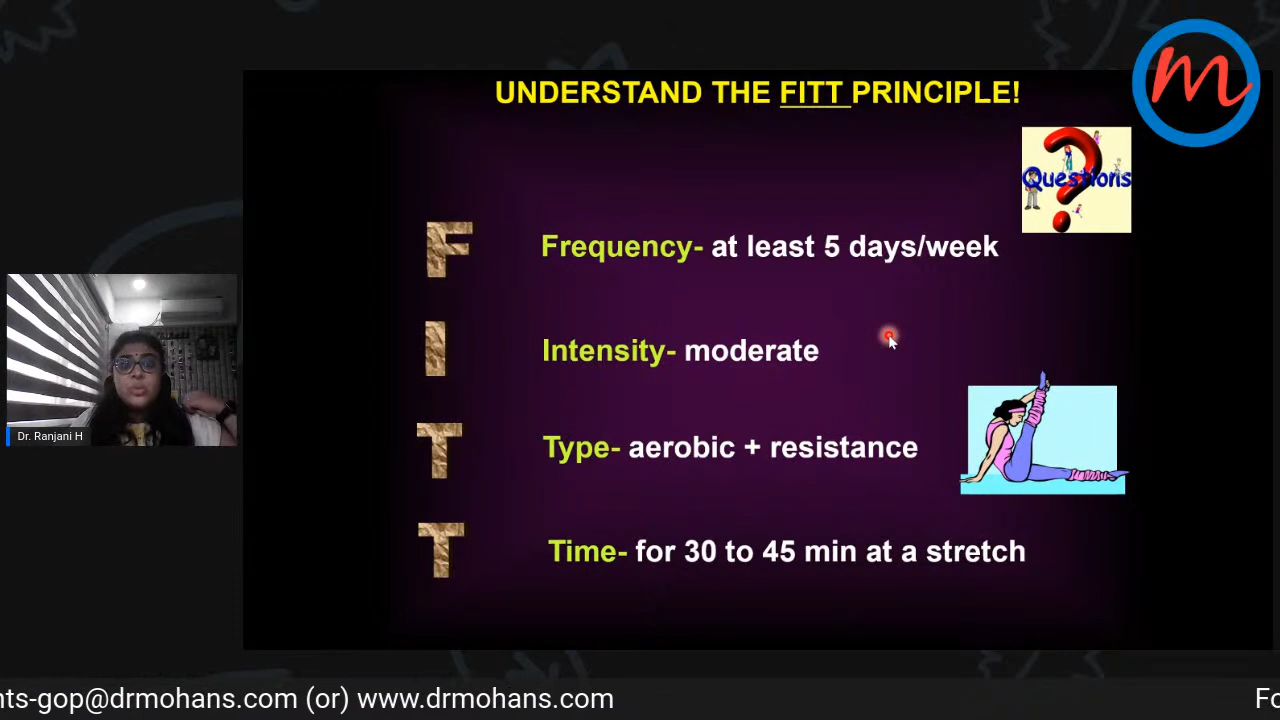 UNDERSTAND THE FITT PRINCIPLE!
m
Questions
F Frequency- at least 5 days/week
I Intensity- moderate
T Type- aerobic + resistance
T Time- for 30 to 45 min at a stretch
Dr. Ranjani H
nts-gop@drmohans.com (or) www.drmohans.com
Fo